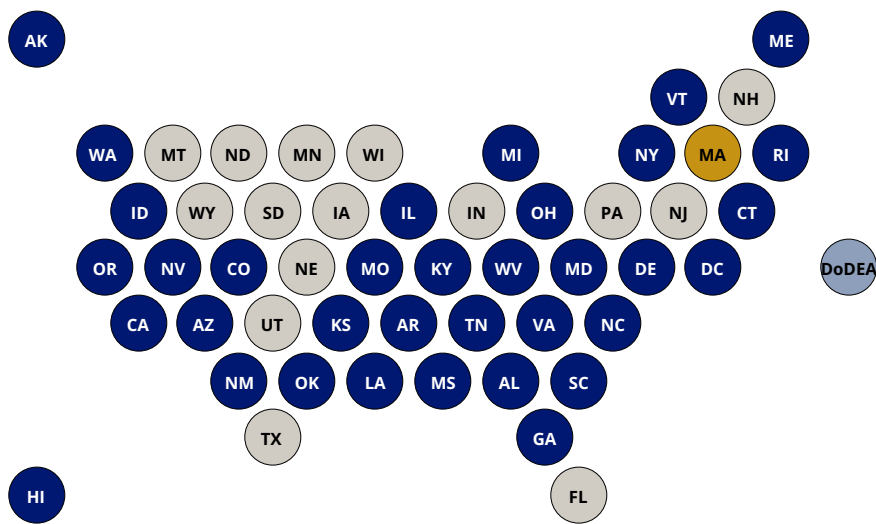 AK ME
VT NH
WA MT ND MN WI MI NY MA RI
ID WY SD IA IL IN OH PA NJ CT
OR NV CO NE MO KY WV MD DE DC DoDEA
CA AZ UT KS AR TN VA NC
NM OK LA MS AL SC
TX GA
HI FL